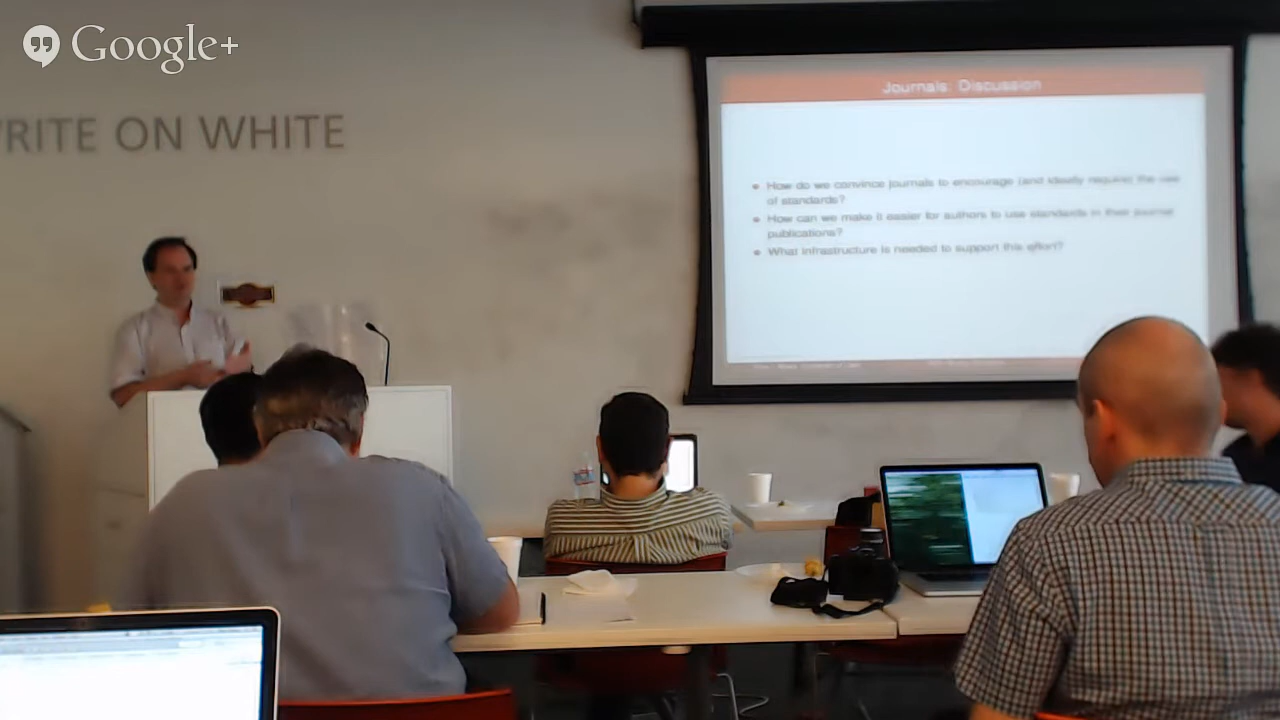 Google+
RITE ON WHITE
Journals: Discussion
How do we convince journals to encourage (and ideally require) the use
of standards?
How can we make it easier for authors to use standards in their journal
publications?
What infrastructure is needed to support this effort?